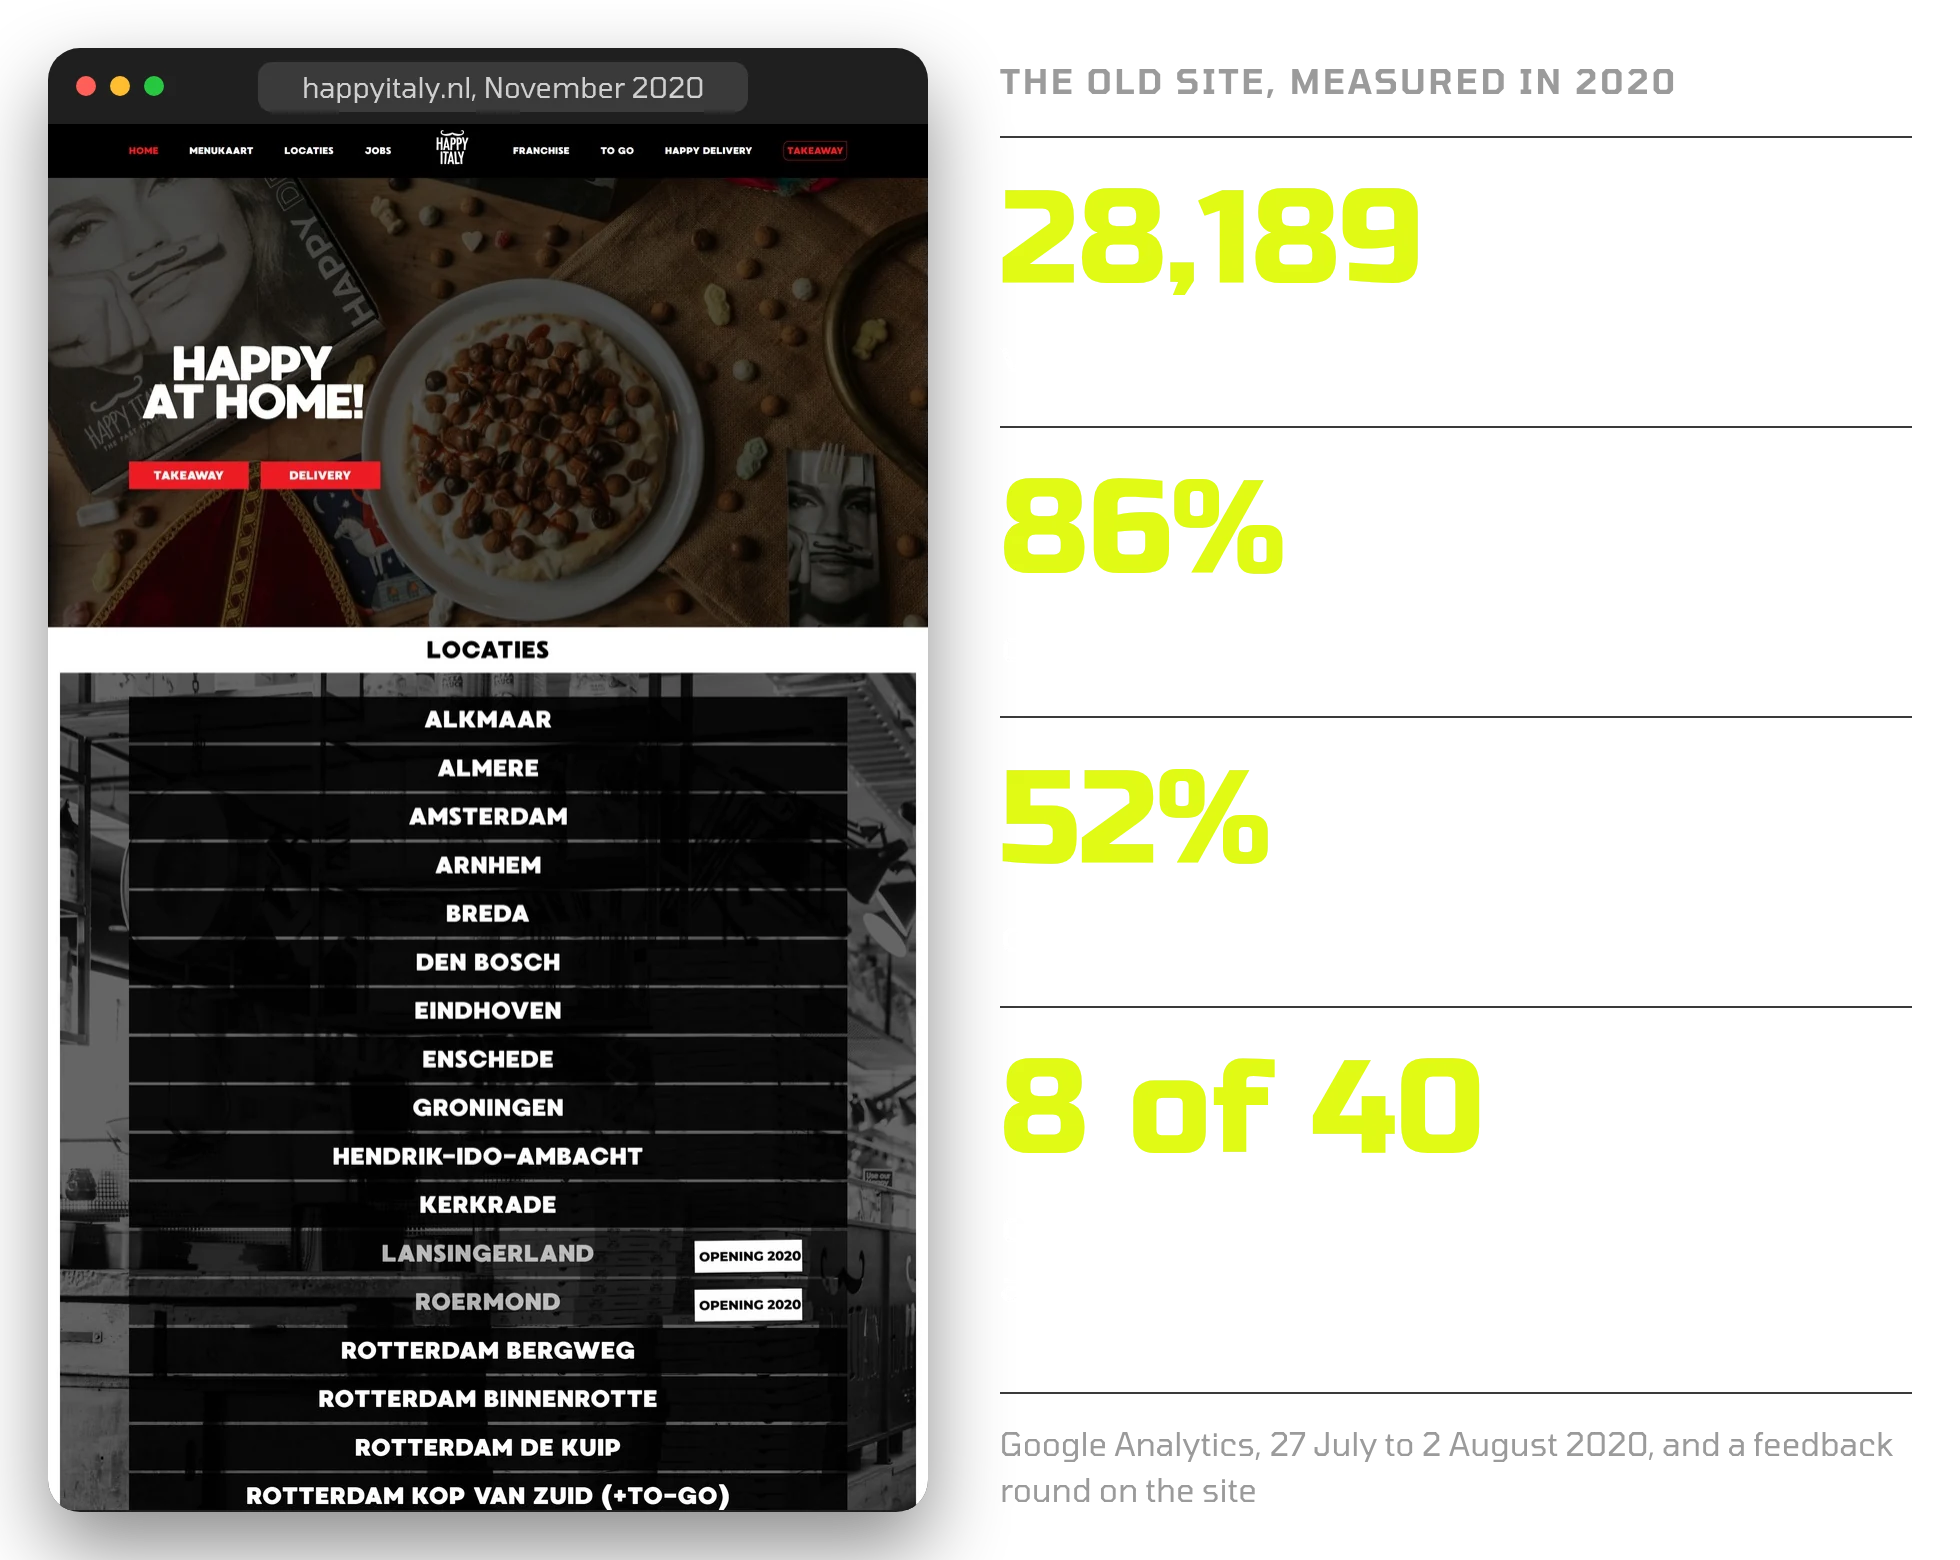 happyitaly.nl, November 2020
HOME MENUKAART LOCATIES JOBS HAPPY ITALY FRANCHISE TO GO HAPPY DELIVERY TAKEAWAY
HAPPY
AT HOME!
TAKEAWAY DELIVERY
LOCATIES
ALKMAAR
ALMERE
AMSTERDAM
ARNHEM
BREDA
DEN BOSCH
EINDHOVEN
ENSCHEDE
GRONINGEN
HENDRIK-IDO-AMBACHT
KERKRADE
LANSINGERLAND OPENING 2020
ROERMOND OPENING 2020
ROTTERDAM BERGWEG
ROTTERDAM BINNENROTTE
ROTTERDAM DE KUIP
ROTTERDAM KOP VAN ZUID (+TO-GO)
THE OLD SITE, MEASURED IN 2020
28,189
86%
52%
8 of 40
Google Analytics, 27 July to 2 August 2020, and a feedback
round on the site